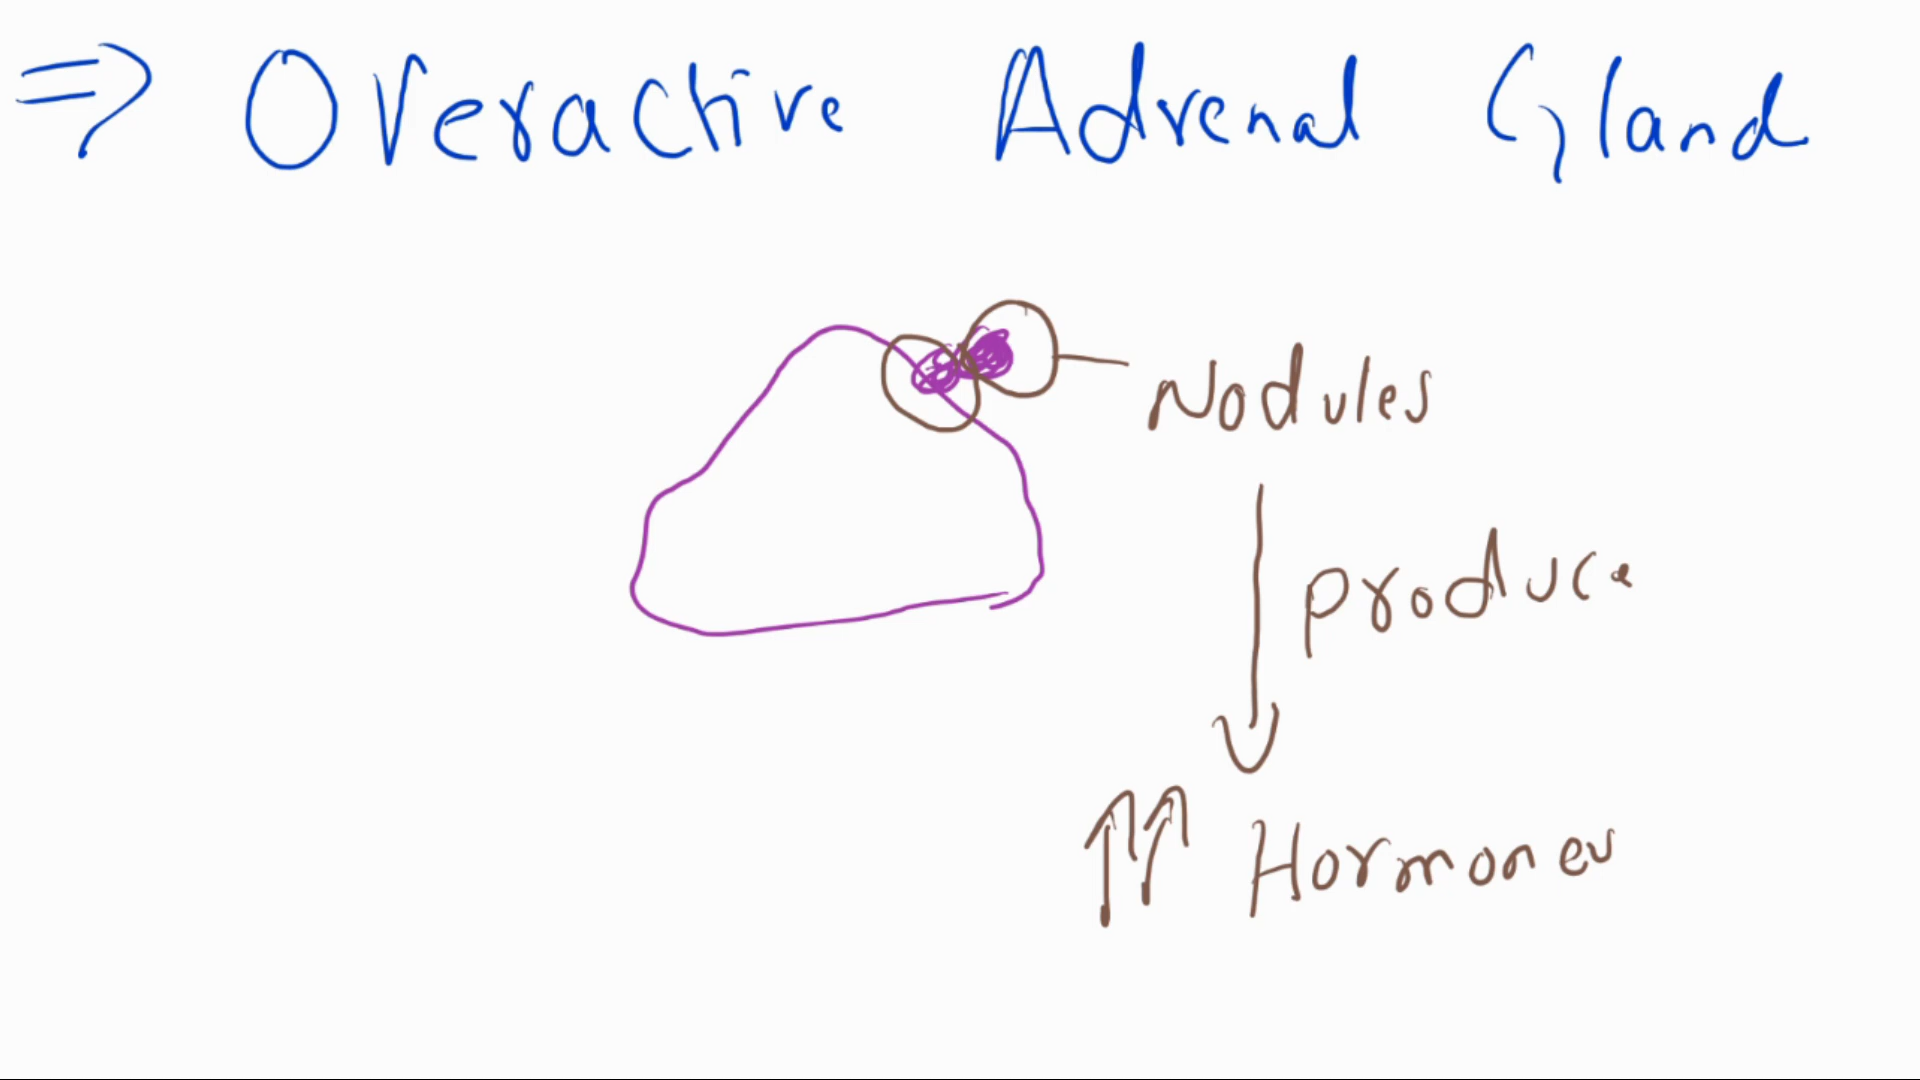 ⇒ Overactive Adrenal Gland
Nodules
produce
↑↑ Hormones